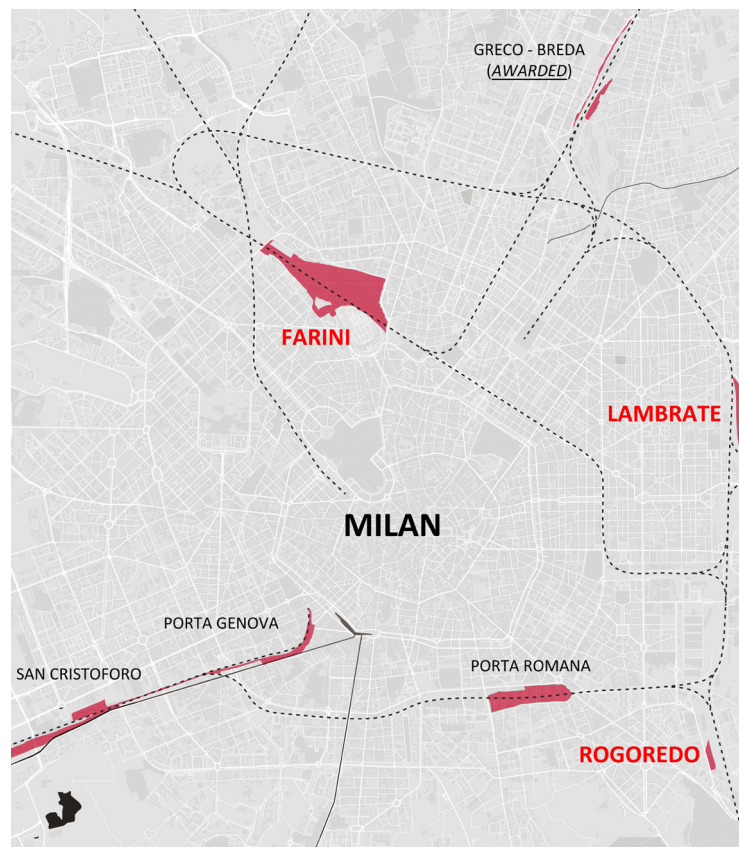 GRECO - BREDA
(AWARDED)
FARINI
LAMBRATE
MILAN
PORTA GENOVA
SAN CRISTOFORO
PORTA ROMANA
ROGOREDO